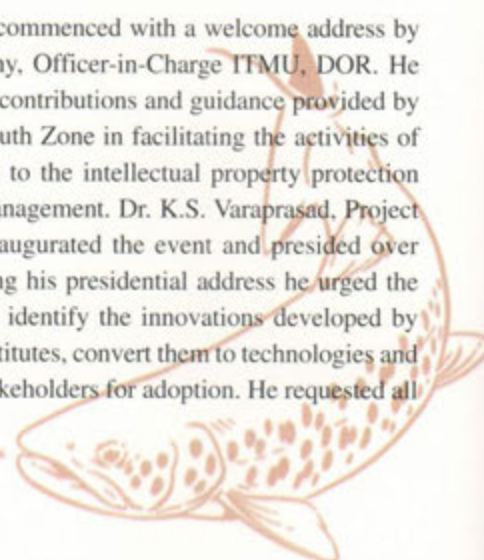 commenced with a welcome address by
ny, Officer-in-Charge ITMU, DOR. He
contributions and guidance provided by
uth Zone in facilitating the activities of
to the intellectual property protection
nagement. Dr. K.S. Varaprasad, Project
augurated the event and presided over
ng his presidential address he urged the
identify the innovations developed by
titutes, convert them to technologies and
keholders for adoption. He requested all